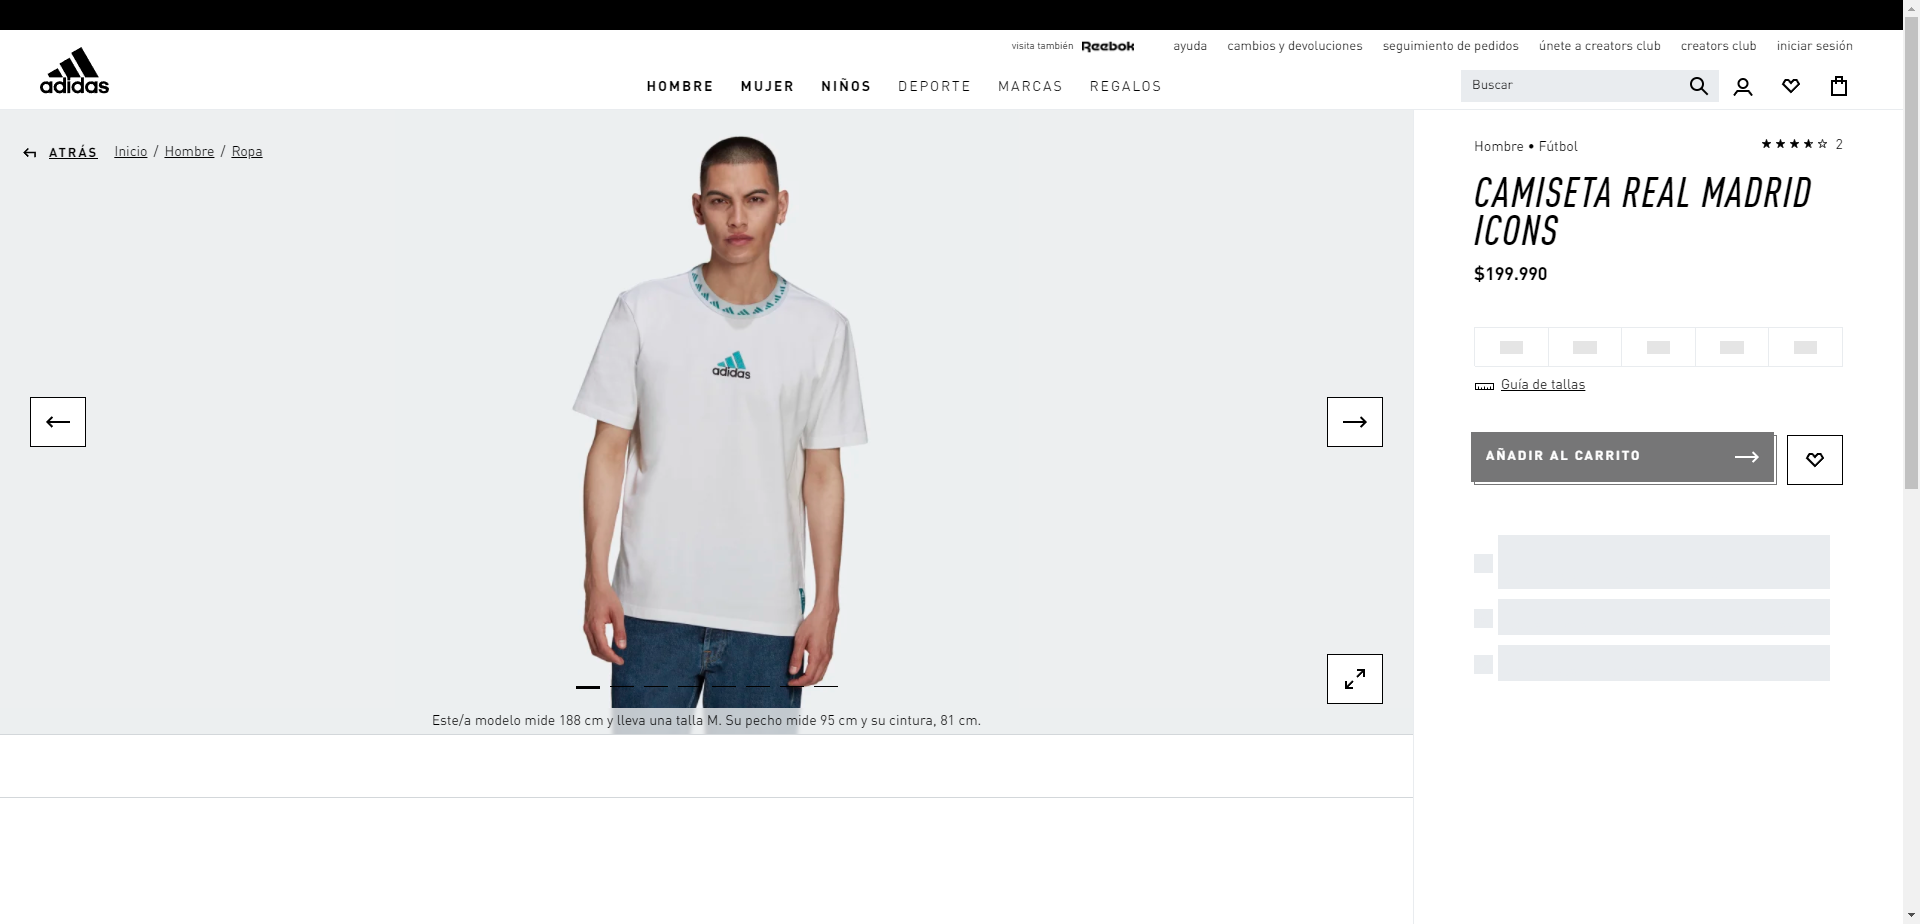 visita también Reebok ayuda cambios y devoluciones seguimiento de pedidos únete a creators club creators club iniciar sesión
adidas
HOMBRE MUJER NIÑOS DEPORTE MARCAS REGALOS
Buscar
ATRÁS Inicio / Hombre / Ropa
adidas
Este/a modelo mide 188 cm y lleva una talla M. Su pecho mide 95 cm y su cintura, 81 cm.
Hombre • Fútbol
2
CAMISETA REAL MADRID
ICONS
$199.990
Guía de tallas
AÑADIR AL CARRITO